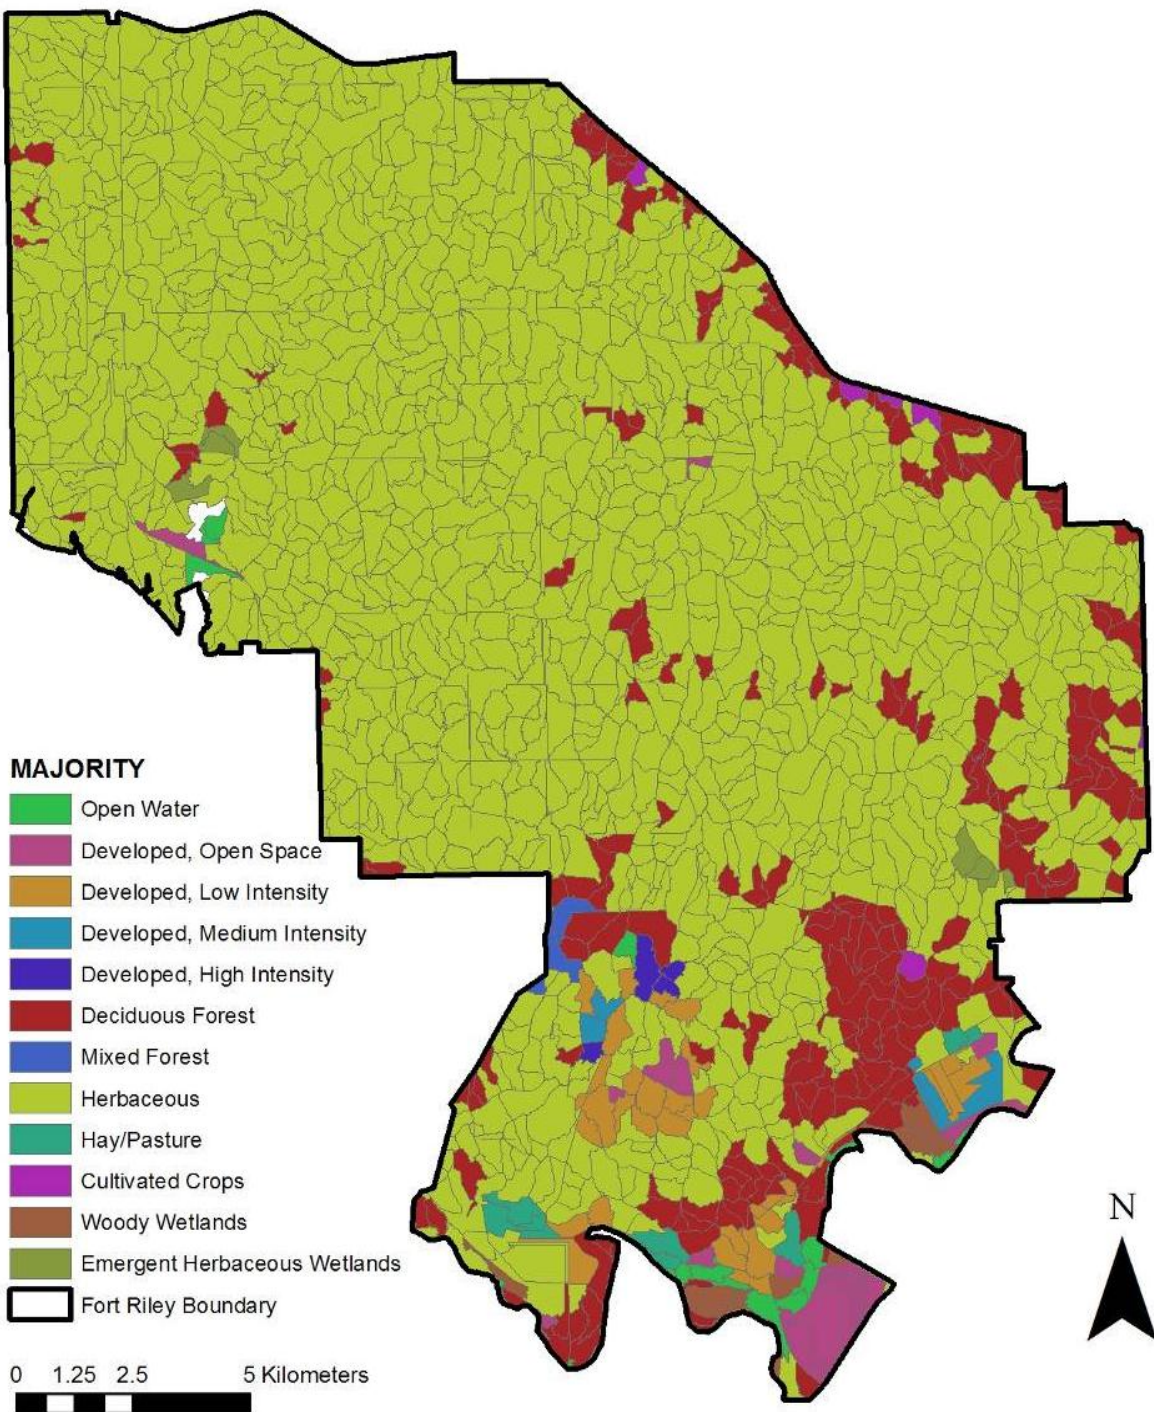 MAJORITY
Open Water
Developed, Open Space
Developed, Low Intensity
Developed, Medium Intensity
Developed, High Intensity
Deciduous Forest
Mixed Forest
Herbaceous
Hay/Pasture
Cultivated Crops
Woody Wetlands
Emergent Herbaceous Wetlands
Fort Riley Boundary
N
0 1.25 2.5 5 Kilometers